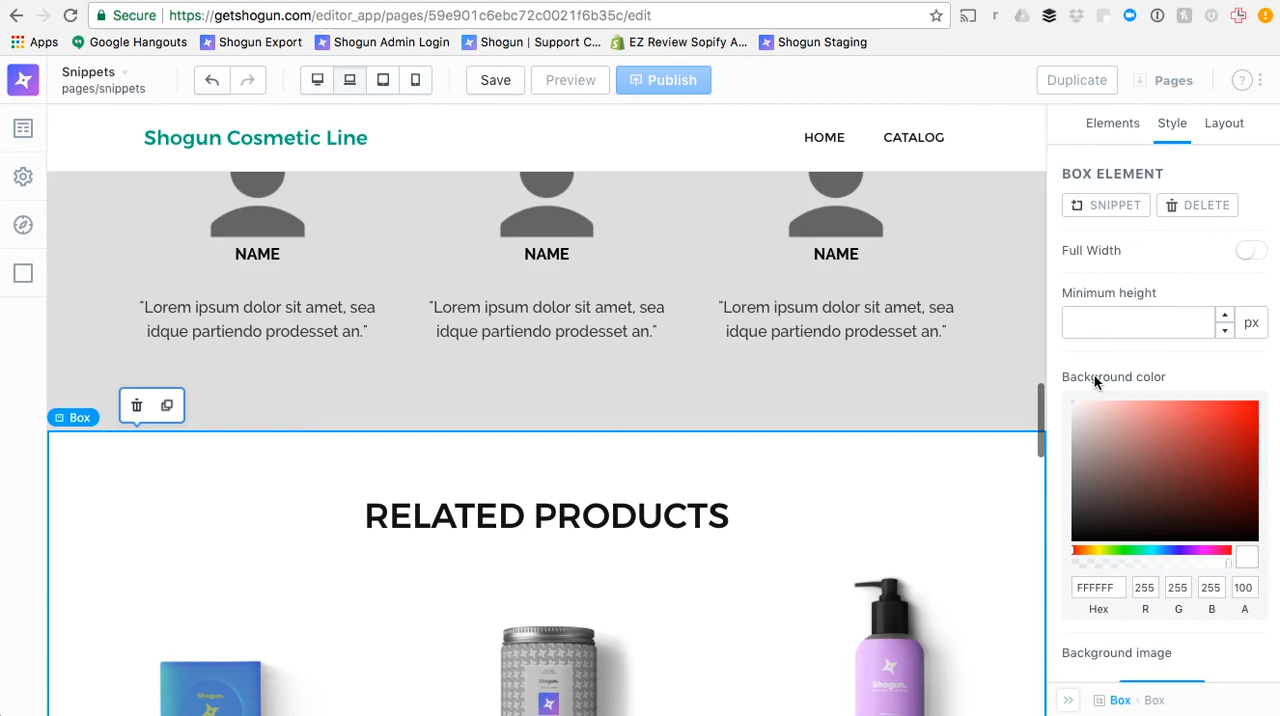 Secure https://getshogun.com/editor_app/pages/59e901c6ebc72c0021f6b35c/edit
Apps Google Hangouts Shogun Export Shogun Admin Login Shogun | Support C... EZ Review Sopify A... Shogun Staging
Snippets
pages/snippets
Save Preview Publish Duplicate Pages
Elements Style Layout
Shogun Cosmetic Line HOME CATALOG
BOX ELEMENT
SNIPPET DELETE
Full Width
Minimum height
px
Background color
FFFFFF 255 255 255 100
Hex R G B A
Background image
Box Box
NAME NAME NAME
"Lorem ipsum dolor sit amet, sea
idque partiendo prodesset an."
"Lorem ipsum dolor sit amet, sea
idque partiendo prodesset an."
"Lorem ipsum dolor sit amet, sea
idque partiendo prodesset an."
Box
RELATED PRODUCTS
Shogun.
Shogun.
Shogun.